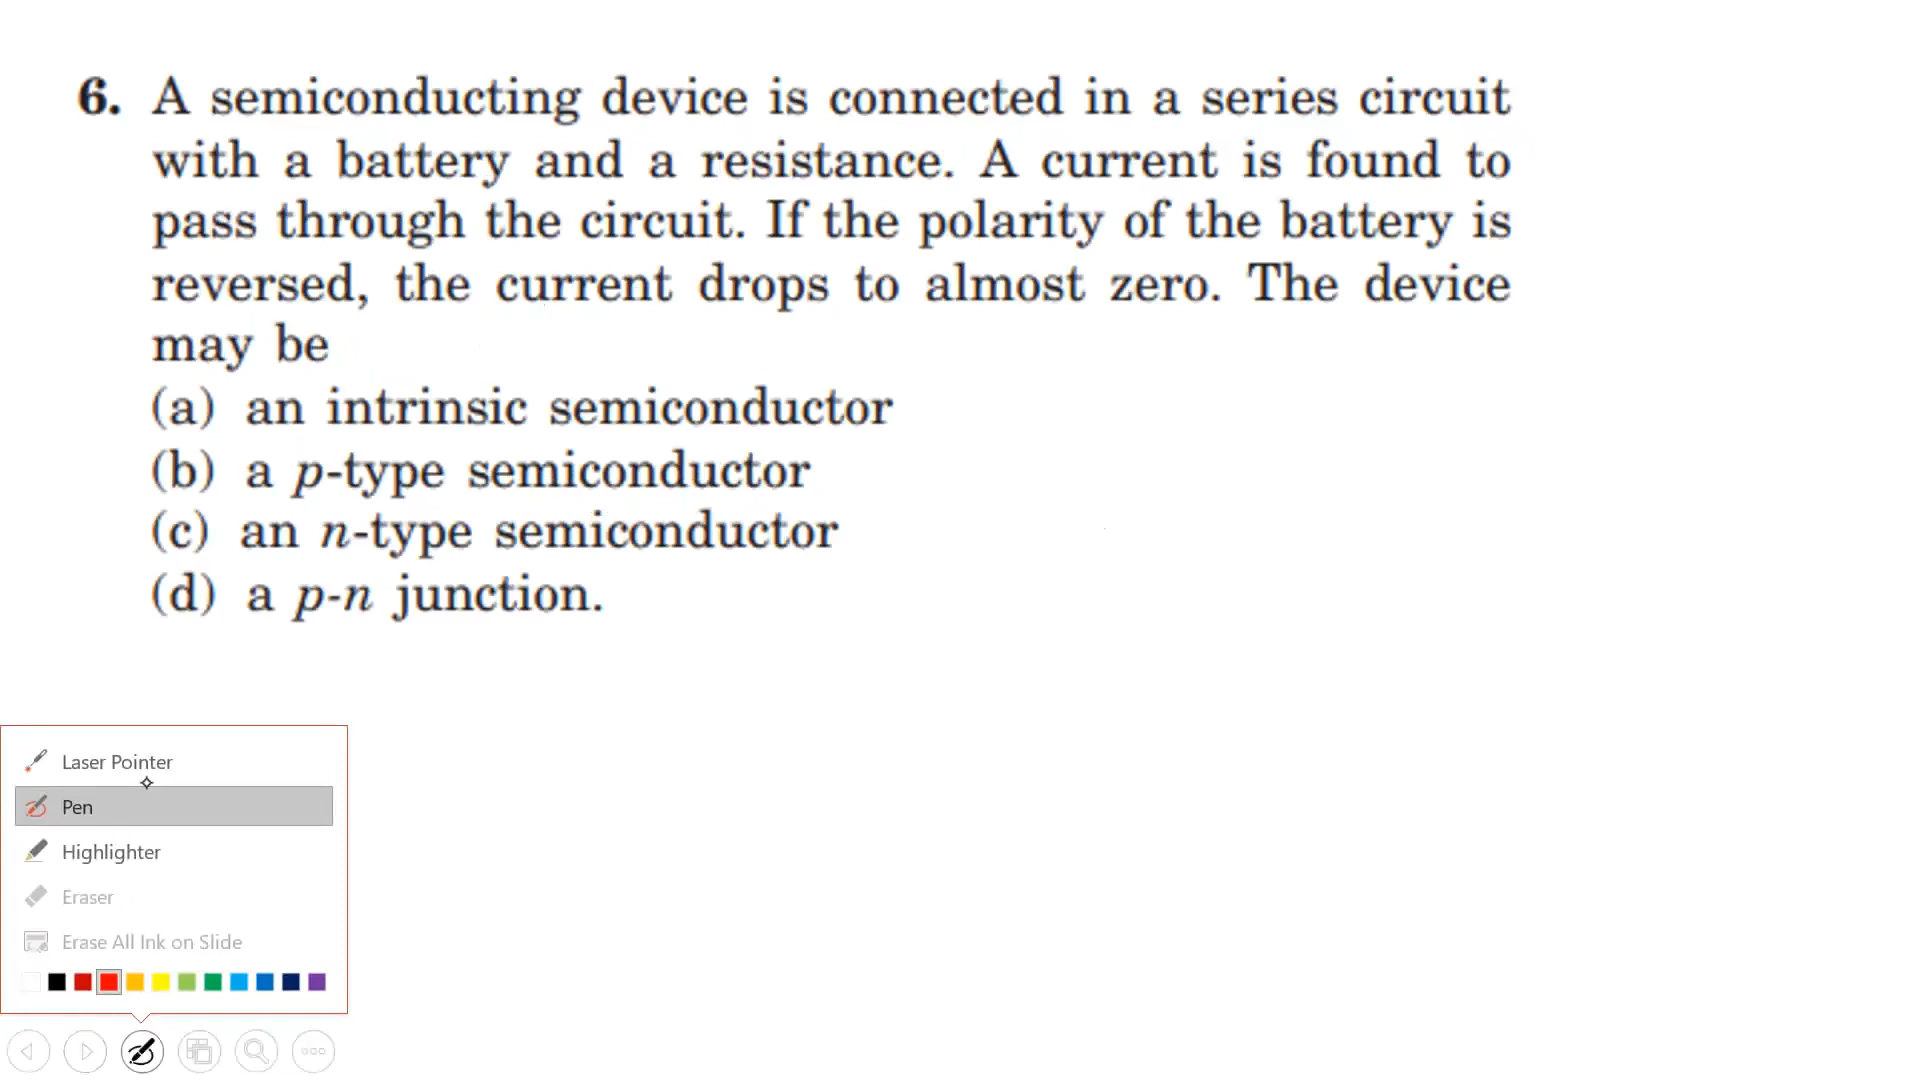 6. A semiconducting device is connected in a series circuit
with a battery and a resistance. A current is found to
pass through the circuit. If the polarity of the battery is
reversed, the current drops to almost zero. The device
may be
(a) an intrinsic semiconductor
(b) a p-type semiconductor
(c) an n-type semiconductor
(d) a p-n junction.
Laser Pointer
Pen
Highlighter
Eraser
Erase All Ink on Slide